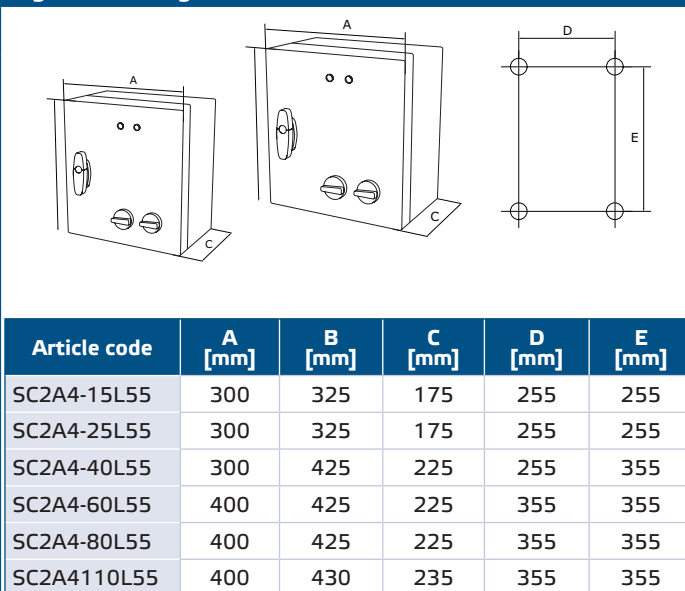 A
A
D
E
C
C
Article code A [mm] B [mm] C [mm] D [mm] E [mm]
SC2A4-15L55 300 325 175 255 255
SC2A4-25L55 300 325 175 255 255
SC2A4-40L55 300 425 225 255 355
SC2A4-60L55 400 425 225 355 355
SC2A4-80L55 400 425 225 355 355
SC2A4110L55 400 430 235 355 355